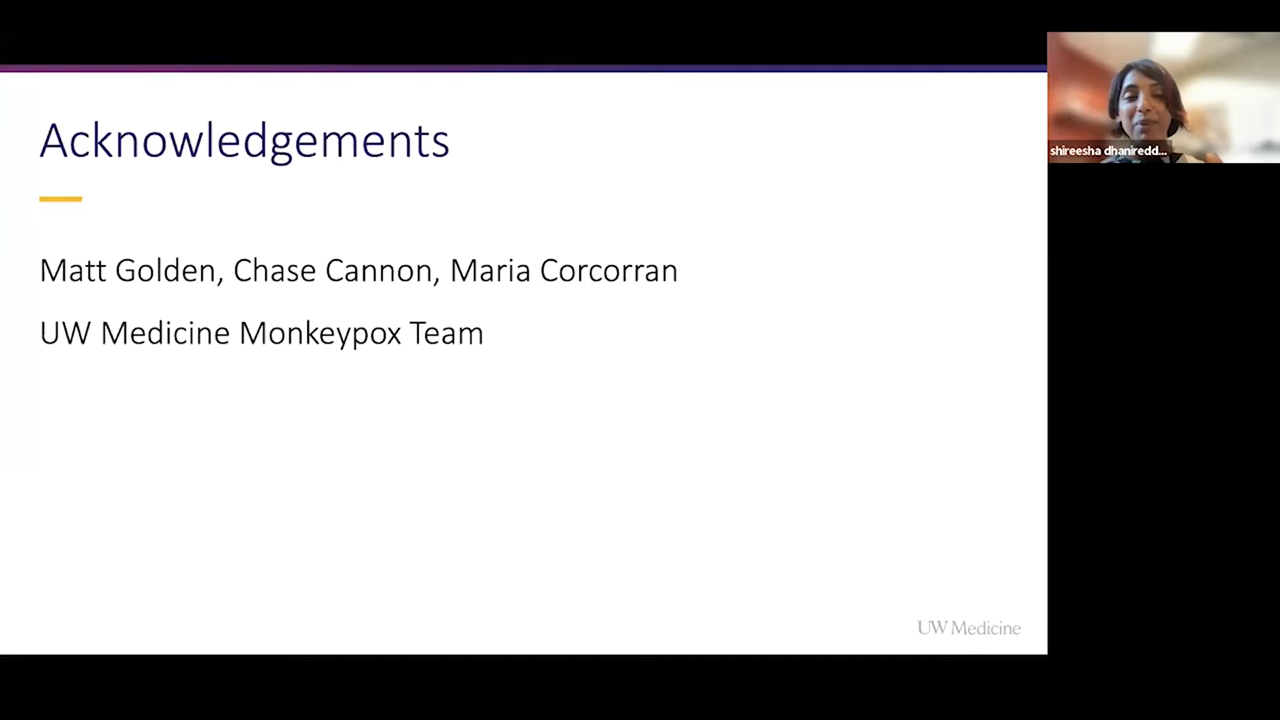 Acknowledgements
shireesha dhaniredd...
Matt Golden, Chase Cannon, Maria Corcorran
UW Medicine Monkeypox Team
UW Medicine